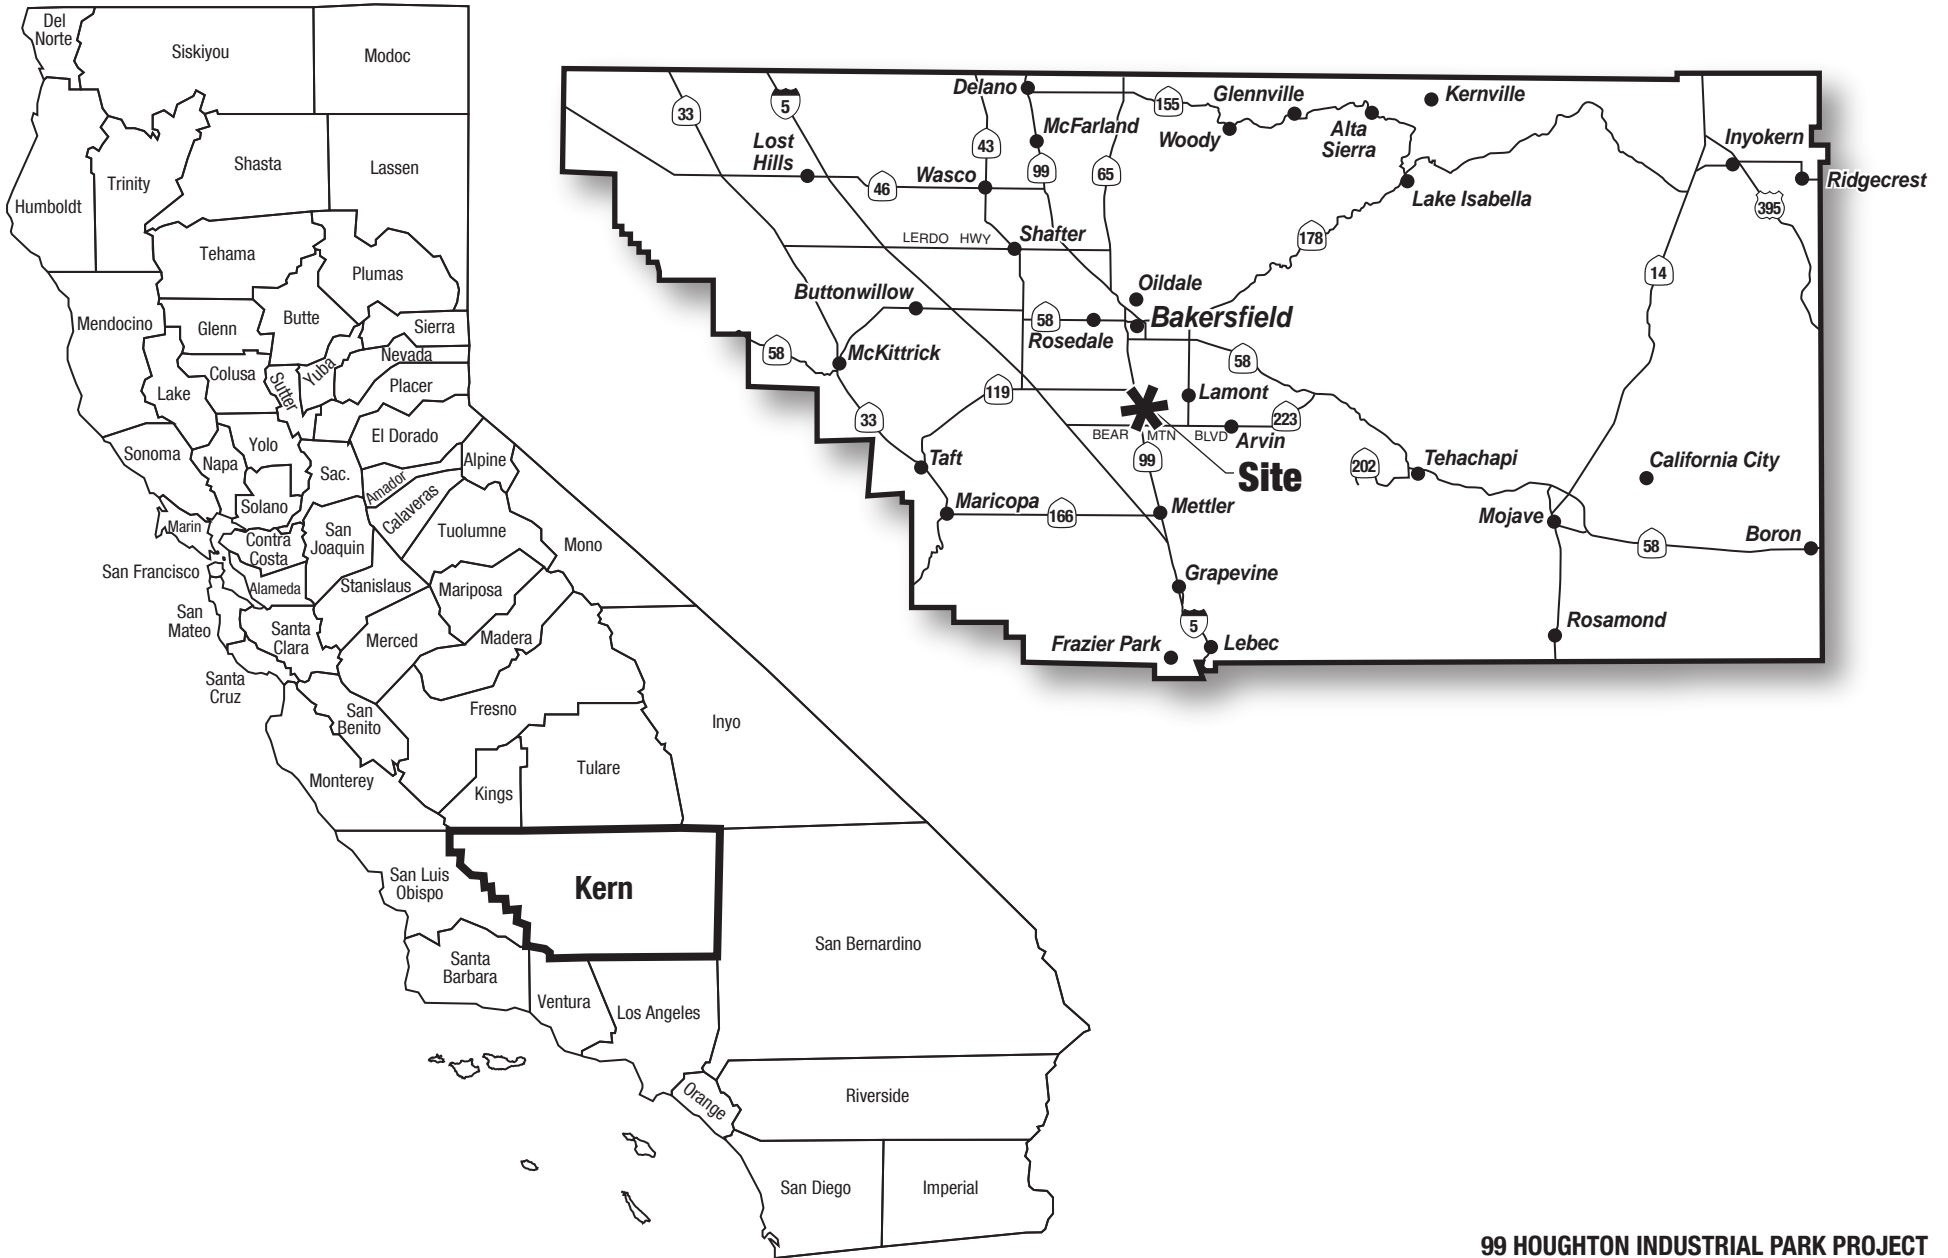 Del
Norte
Siskiyou
Modoc
Humboldt
Trinity
Shasta
Lassen
Tehama
Plumas
Mendocino
Glenn
Butte
Sierra
Nevada
Yuba
Colusa
Sutter
Placer
Lake
El Dorado
Sonoma
Napa
Yolo
Sac.
Alpine
Amador
Calaveras
Solano
Marin
Contra
Costa
San
Joaquin
Tuolumne
Mono
San Francisco
Alameda
Stanislaus
Mariposa
San
Mateo
Santa
Clara
Merced
Madera
Santa
Cruz
San
Benito
Fresno
Inyo
Monterey
Kings
Tulare
San Luis
Obispo
Kern
San Bernardino
Santa
Barbara
Ventura
Los Angeles
Orange
Riverside
San Diego
Imperial
33
5
Delano
155
Glennville
Kernville
43
McFarland
Woody
Alta
Sierra
Inyokern
Lost
Hills
46
Wasco
99
65
Lake Isabella
Ridgecrest
395
LERDO HWY
Shafter
178
14
Buttonwillow
Oildale
58
Rosedale
Bakersfield
58
McKittrick
58
119
Lamont
33
223
BEAR MTN BLVD
Arvin
Taft
99
Site
202
Tehachapi
California City
Maricopa
166
Mettler
Mojave
58
Boron
Grapevine
5
Rosamond
Frazier Park
Lebec
99 HOUGHTON INDUSTRIAL PARK PROJECT